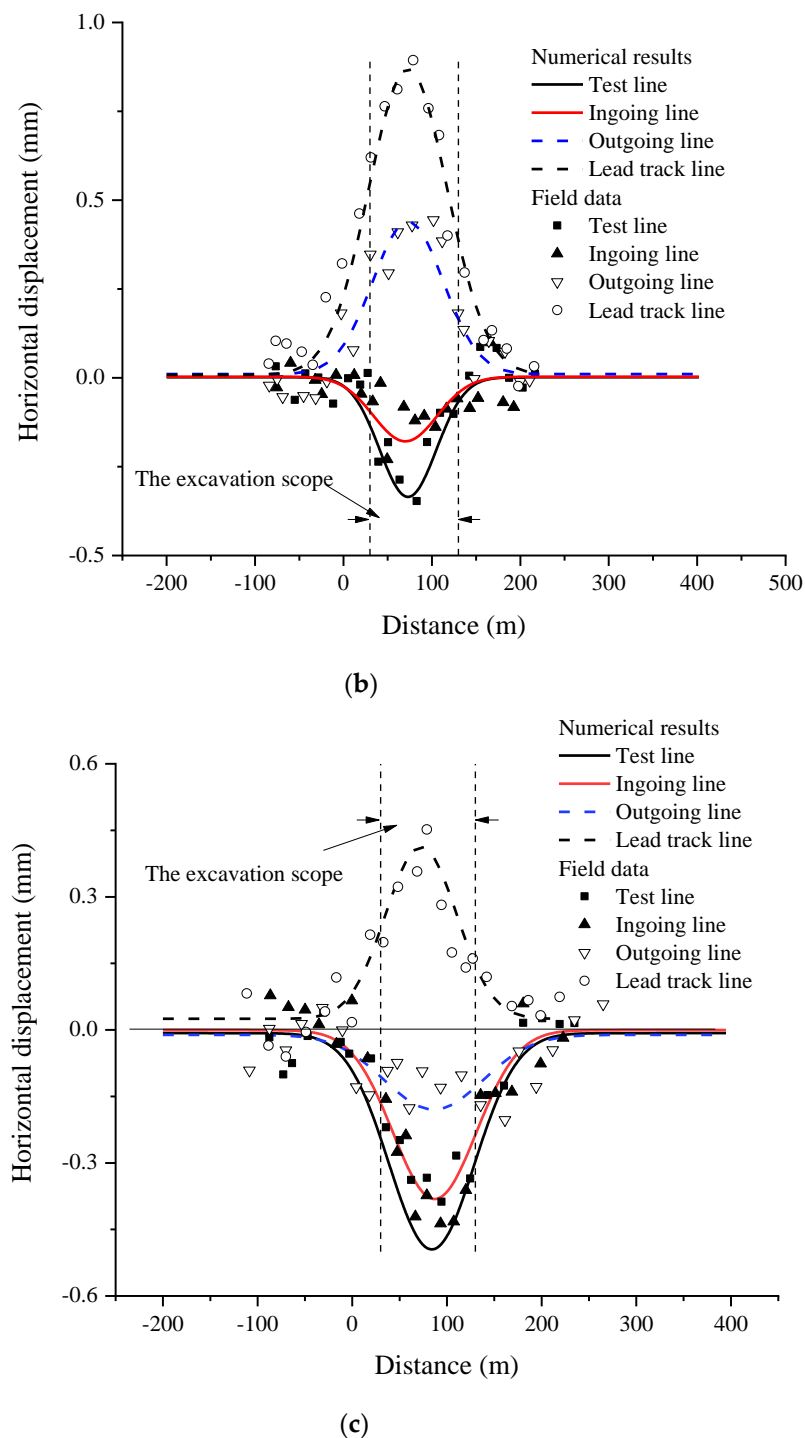 1.0
0.5
0.0
-0.5
Horizontal displacement (mm)
Numerical results
Test line
Ingoing line
Outgoing line
Lead track line
Field data
Test line
Ingoing line
Outgoing line
Lead track line
The excavation scope
-200 -100 0 100 200 300 400 500
Distance (m)
(b)
0.6
0.3
0.0
-0.3
-0.6
Horizontal displacement (mm)
Numerical results
Test line
Ingoing line
Outgoing line
Lead track line
Field data
Test line
Ingoing line
Outgoing line
Lead track line
The excavation scope
-200 -100 0 100 200 300 400
Distance (m)
(c)